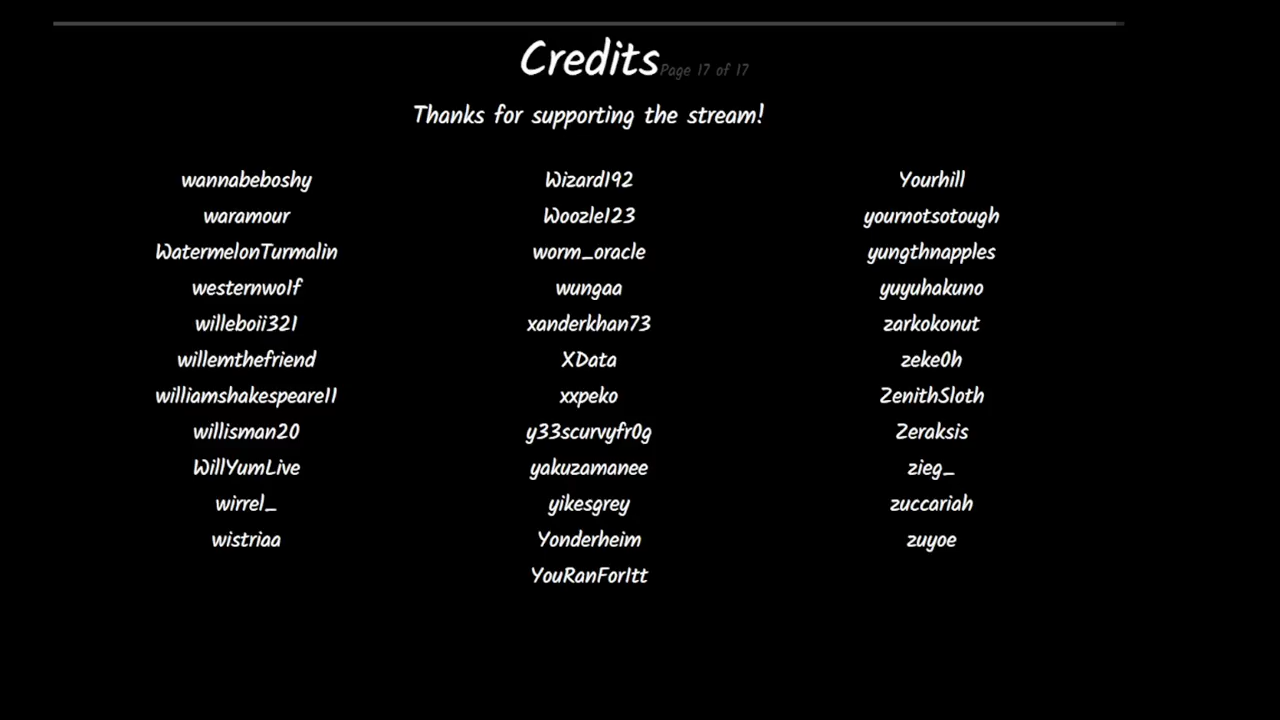 Credits Page 17 of 17
Thanks for supporting the stream!
wannabeboshy
waramour
WatermelonTurmalin
westernwolf
willeboii321
willemthefriend
williamshakespeare11
willisman20
WillYumLive
wirrel_
wistriaa
Wizard192
Woozle123
worm_oracle
wungaa
xanderkhan73
XData
xxpeko
y33scurvyfr0g
yakuzamanee
yikesgrey
Yonderheim
YouRanForItt
Yourhill
yournotsotough
yungthnapples
yuyuhakuno
zarkokonut
zeke0h
ZenithSloth
Zeraksis
zieg_
zuccariah
zuyoe